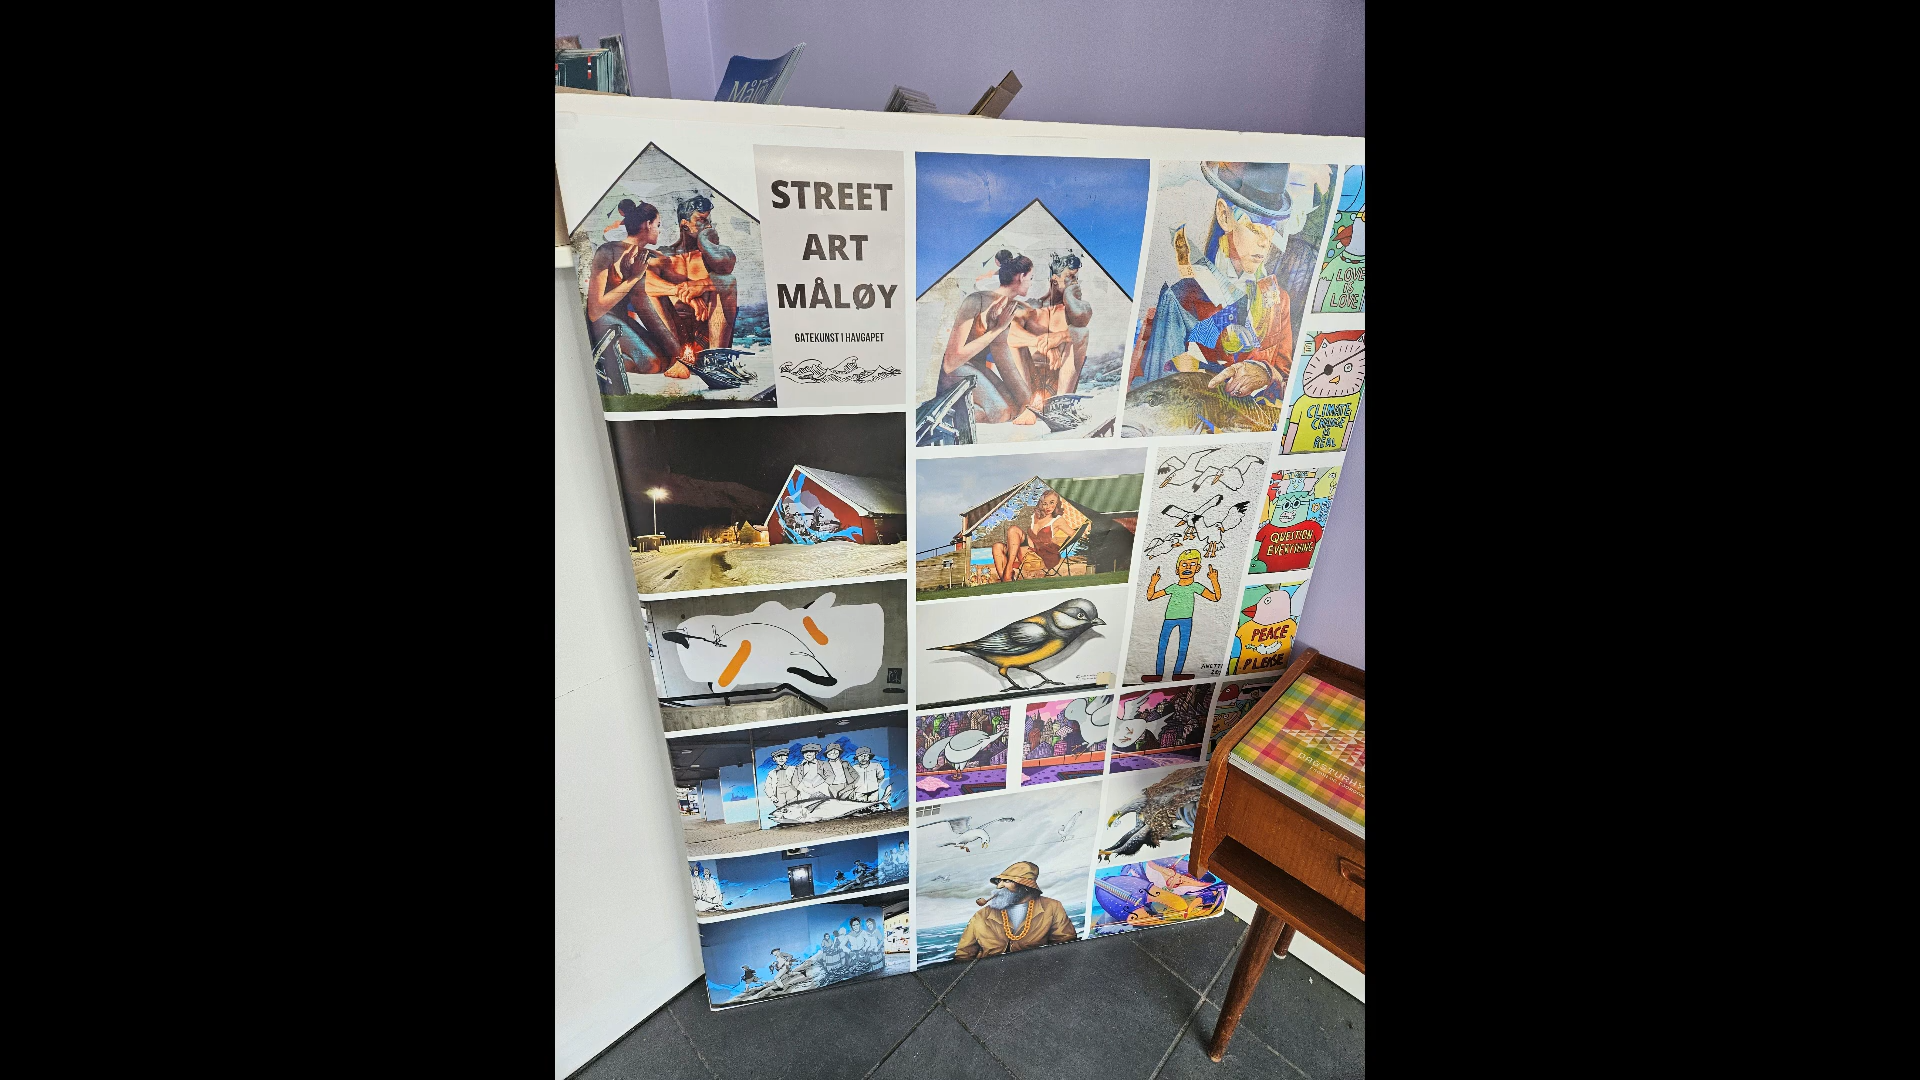 STREET
ART
MÅLØY
GATEKUNST I HAVGAPET
LOVE
IS
LOVE
CLIMATE
CHANGE
IS
REAL
QUESTION
EVERYTHING
PEACE
PLEASE